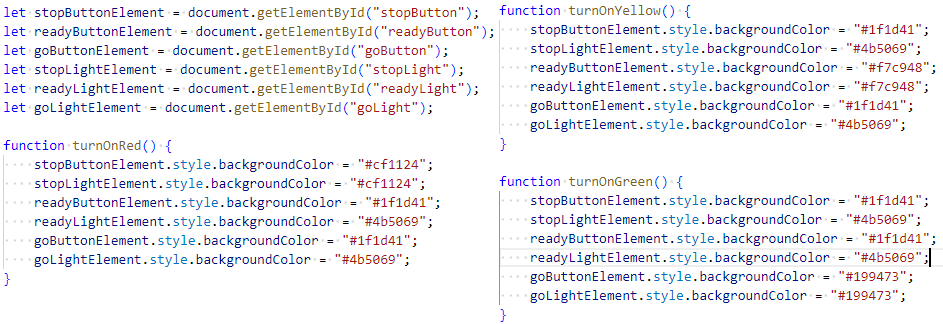 let stopButtonElement = document.getElementById("stopButton");
let readyButtonElement = document.getElementById("readyButton");
let goButtonElement = document.getElementById("goButton");
let stopLightElement = document.getElementById("stopLight");
let readyLightElement = document.getElementById("readyLight");
let goLightElement = document.getElementById("goLight");

function turnOnRed() {
    stopButtonElement.style.backgroundColor = "#cf1124";
    stopLightElement.style.backgroundColor = "#cf1124";
    readyButtonElement.style.backgroundColor = "#1f1d41";
    readyLightElement.style.backgroundColor = "#4b5069";
    goButtonElement.style.backgroundColor = "#1f1d41";
    goLightElement.style.backgroundColor = "#4b5069";
}

function turnOnYellow() {
    stopButtonElement.style.backgroundColor = "#1f1d41";
    stopLightElement.style.backgroundColor = "#4b5069";
    readyButtonElement.style.backgroundColor = "#f7c948";
    readyLightElement.style.backgroundColor = "#f7c948";
    goButtonElement.style.backgroundColor = "#1f1d41";
    goLightElement.style.backgroundColor = "#4b5069";
}

function turnOnGreen() {
    stopButtonElement.style.backgroundColor = "#1f1d41";
    stopLightElement.style.backgroundColor = "#4b5069";
    readyButtonElement.style.backgroundColor = "#1f1d41";
    readyLightElement.style.backgroundColor = "#4b5069";
    goButtonElement.style.backgroundColor = "#199473";
    goLightElement.style.backgroundColor = "#199473";
}